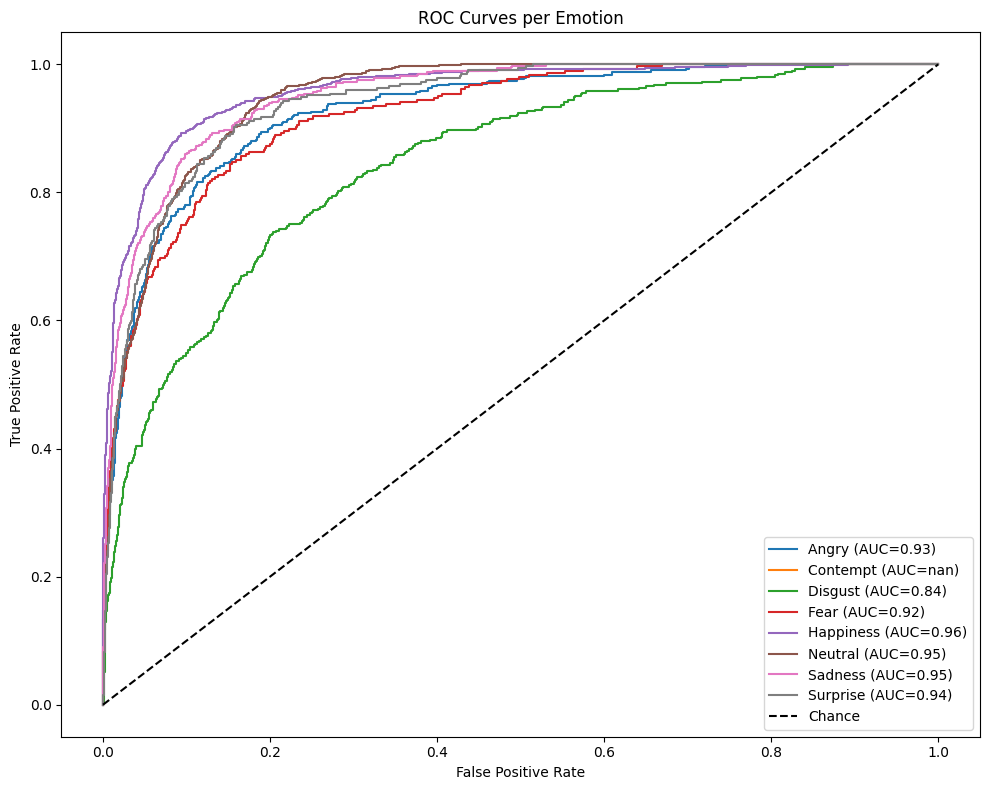 ROC Curves per Emotion
True Positive Rate
1.0
0.8
0.6
0.4
0.2
0.0
0.0 0.2 0.4 0.6 0.8 1.0
False Positive Rate
Angry (AUC=0.93)
Contempt (AUC=nan)
Disgust (AUC=0.84)
Fear (AUC=0.92)
Happiness (AUC=0.96)
Neutral (AUC=0.95)
Sadness (AUC=0.95)
Surprise (AUC=0.94)
Chance